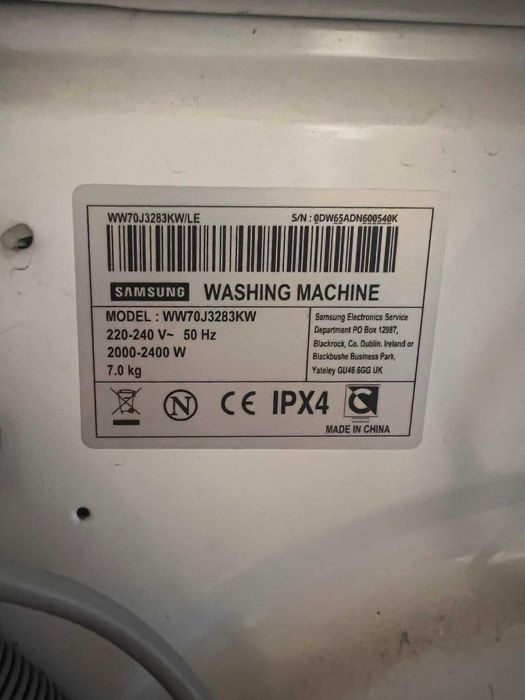 WW70J3283KW/LE S/N : 0DW65ADN600540K
SAMSUNG WASHING MACHINE
MODEL : WW70J3283KW
220-240 V~ 50 Hz
2000-2400 W
7.0 kg
Samsung Electronics Service
Department PO Box 12987,
Blackrock, Co. Dublin. Ireland or
Blackbushe Business Park,
Yateley GU46 6GG UK
N CE IPX4
MADE IN CHINA